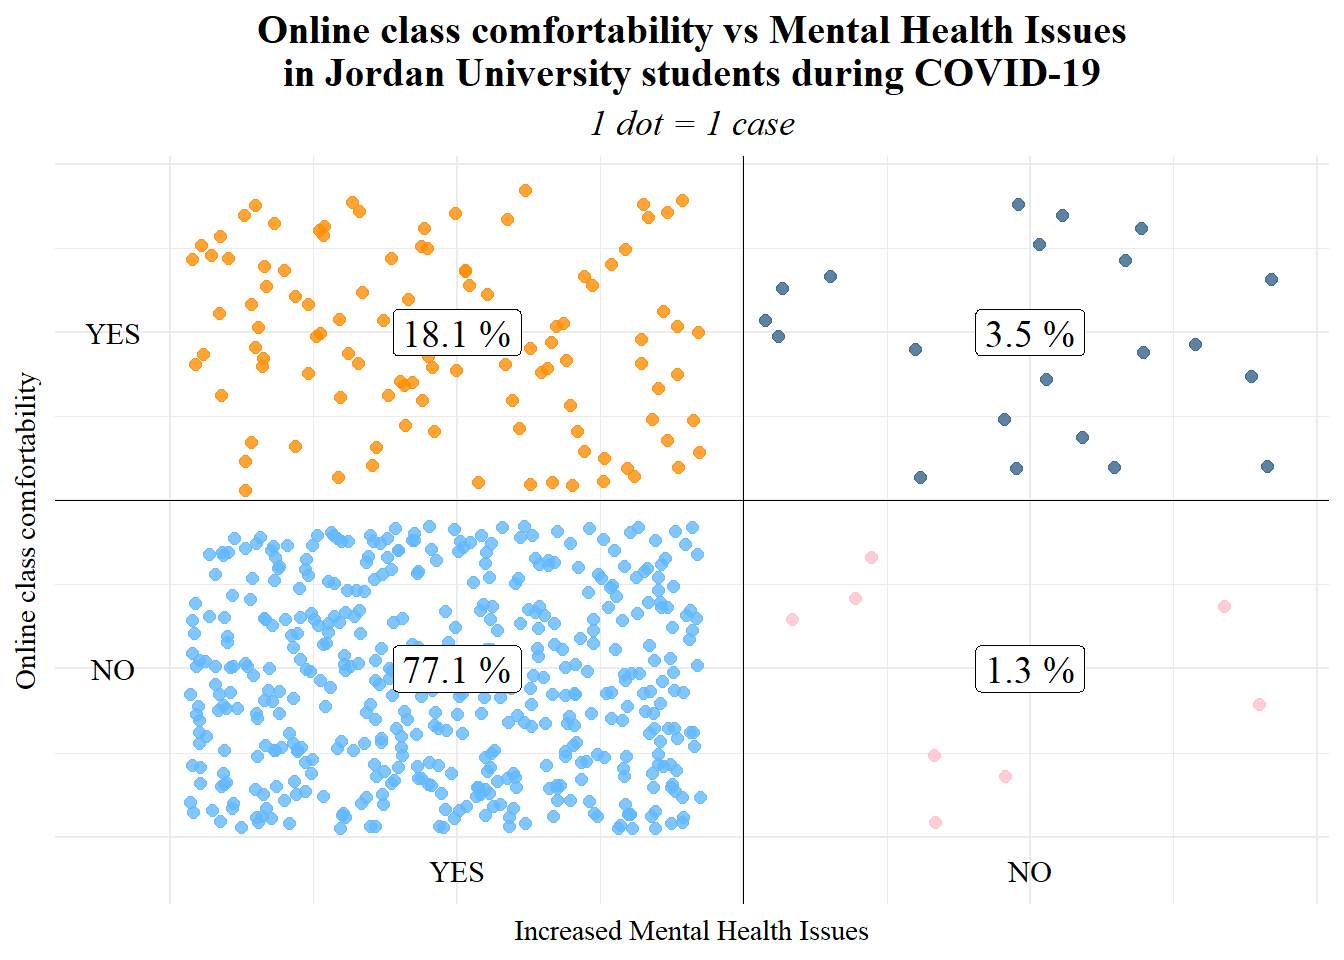 Online class comfortability vs Mental Health Issues
in Jordan University students during COVID-19
1 dot = 1 case
YES
18.1 %
3.5 %
Online class comfortability
NO
77.1 %
1.3 %
YES
NO
Increased Mental Health Issues